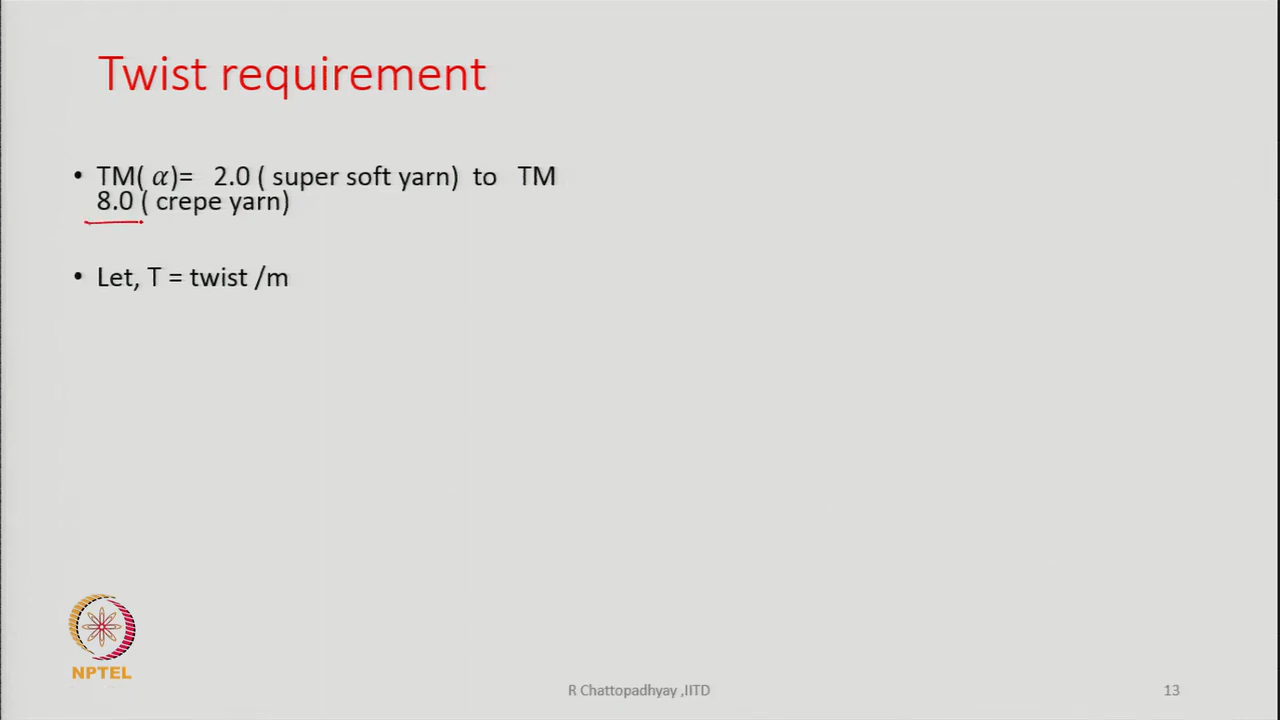 Twist requirement
• TM( α)= 2.0 ( super soft yarn) to TM
8.0 ( crepe yarn)
• Let, T = twist /m
NPTEL
R Chattopadhyay ,IITD
13